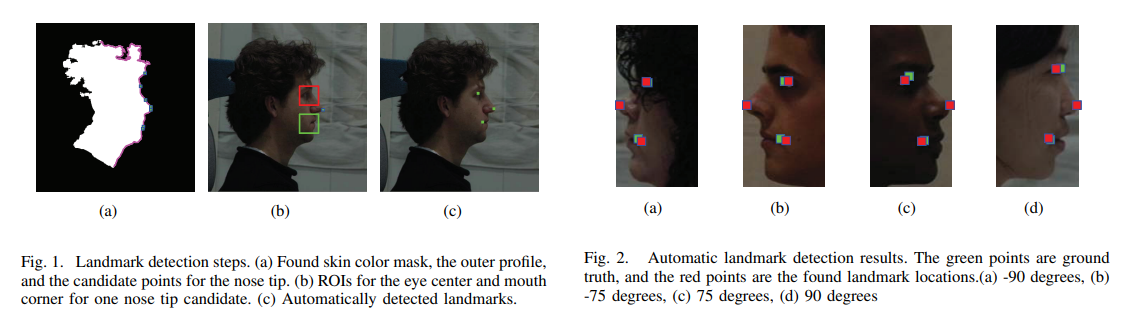 (a)
(b)
(c)
Fig. 1. Landmark detection steps. (a) Found skin color mask, the outer profile,
and the candidate points for the nose tip. (b) ROIs for the eye center and mouth
corner for one nose tip candidate. (c) Automatically detected landmarks.
(a)
(b)
(c)
(d)
Fig. 2. Automatic landmark detection results. The green points are ground
truth, and the red points are the found landmark locations.(a) -90 degrees, (b)
-75 degrees, (c) 75 degrees, (d) 90 degrees